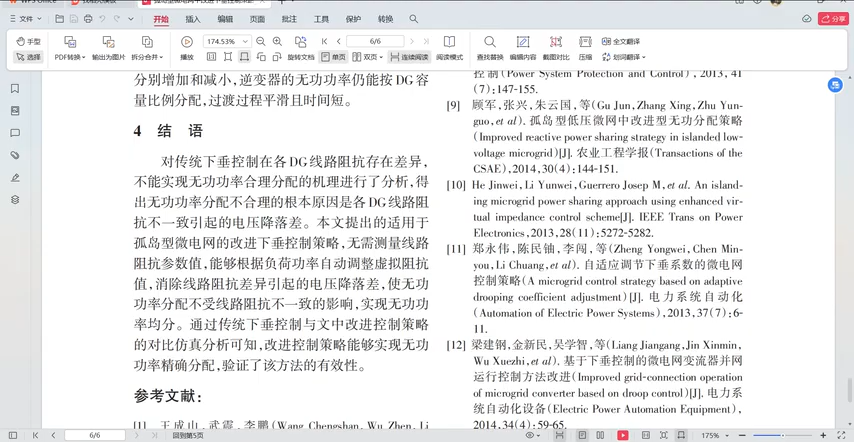 文件
开始
插入
编辑
页面
批注
工具
保护
转换
分享
手型
选择
PDF转换
输出为图片
拆分合并
播放
174.53%
旋转文档
6/6
单页
双页
连续阅读
阅读模式
查找替换
编辑内容
截图对比
压缩
全文翻译
划词翻译
分别增加和减小,逆变器的无功功率仍能按DG容
量比例分配,过渡过程平滑且时间短。
4 结 语
对传统下垂控制在各DG线路阻抗存在差异,
不能实现无功功率合理分配的机理进行了分析,得
出无功功率分配不合理的根本原因是各DG线路阻
抗不一致引起的电压降落差。本文提出的适用于
孤岛型微电网的改进下垂控制策略,无需测量线路
阻抗参数值,能够根据负荷功率自动调整虚拟阻抗
值,消除线路阻抗差异引起的电压降落差,使无功
功率分配不受线路阻抗不一致的影响,实现无功功
率均分。通过传统下垂控制与文中改进控制策略
的对比仿真分析可知,改进控制策略能够实现无功
功率精确分配,验证了该方法的有效性。
参考文献:
[1] 王成山,武震,李鹏(Wang Chengshan, Wu Zhen, Li
控制(Power System Protection and Control), 2013, 41
(7):147-155.
[9] 顾军,张兴,朱云国,等(Gu Jun, Zhang Xing, Zhu Yun-
guo, et al). 孤岛型低压微网中改进型无功分配策略
(Improved reactive power sharing strategy in islanded low-
voltage microgrid)[J]. 农业工程学报(Transactions of the
CSAE),2014,30(4):144-151.
[10] He Jinwei, Li Yunwei, Guerrero Josep M, et al. An island-
ing microgrid power sharing approach using enhanced vir-
tual impedance control scheme[J]. IEEE Trans on Power
Electronics,2013,28(11):5272-5282.
[11] 郑永伟,陈民铀,李闯,等(Zheng Yongwei, Chen Min-
you, Li Chuang, et al). 自适应调节下垂系数的微电网
控制策略(A microgrid control strategy based on adaptive
drooping coefficient adjustment)[J]. 电力系统自动化
(Automation of Electric Power Systems),2013,37(7):6-
11.
[12] 梁建钢,金新民,吴学智,等(Liang Jiangang, Jin Xinmin,
Wu Xuezhi, et al). 基于下垂控制的微电网变流器并网
运行控制方法改进(Improved grid-connection operation
of microgrid converter based on droop control)[J]. 电力系
统自动化设备(Electric Power Automation Equipment),
2014,34(4):59-65.
6/6
回到第5页
175%